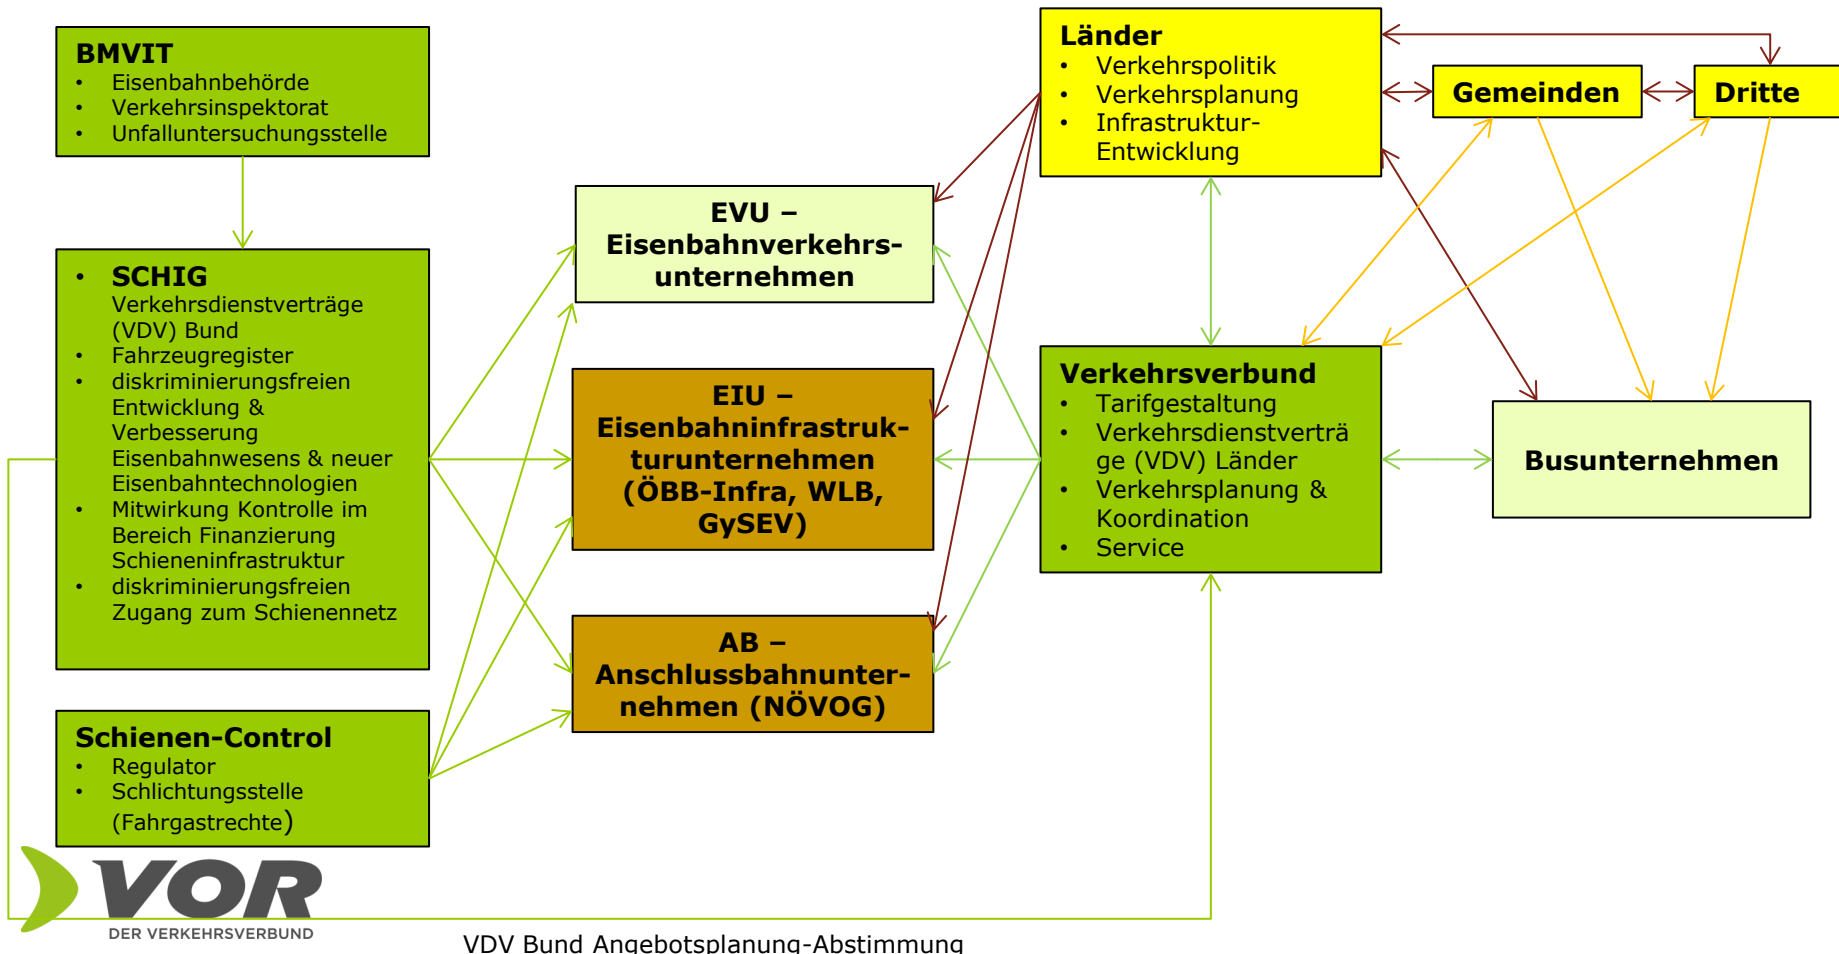 BMVIT
• Eisenbahnbehörde
• Verkehrsinspektorat
• Unfalluntersuchungsstelle
• SCHIG
Verkehrsdienstverträge
(VDV) Bund
• Fahrzeugregister
• diskriminierungsfreien
Entwicklung &
Verbesserung
Eisenbahnwesens & neuer
Eisenbahntechnologien
• Mitwirkung Kontrolle im
Bereich Finanzierung
Schieneninfrastruktur
• diskriminierungsfreien
Zugang zum Schienennetz
Schienen-Control
• Regulator
• Schlichtungsstelle
(Fahrgastrechte)
EVU –
Eisenbahnverkehrs-
unternehmen
EIU –
Eisenbahninfrastruk-
turunternehmen
(ÖBB-Infra, WLB,
GySEV)
AB –
Anschlussbahnunter-
nehmen (NÖVOG)
Länder
• Verkehrspolitik
• Verkehrsplanung
• Infrastruktur-
Entwicklung
Gemeinden
Dritte
Verkehrsverbund
• Tarifgestaltung
• Verkehrsdienstverträ
ge (VDV) Länder
• Verkehrsplanung &
Koordination
• Service
Busunternehmen
VOR
DER VERKEHRSVERBUND
VDV Bund Angebotsplanung-Abstimmung